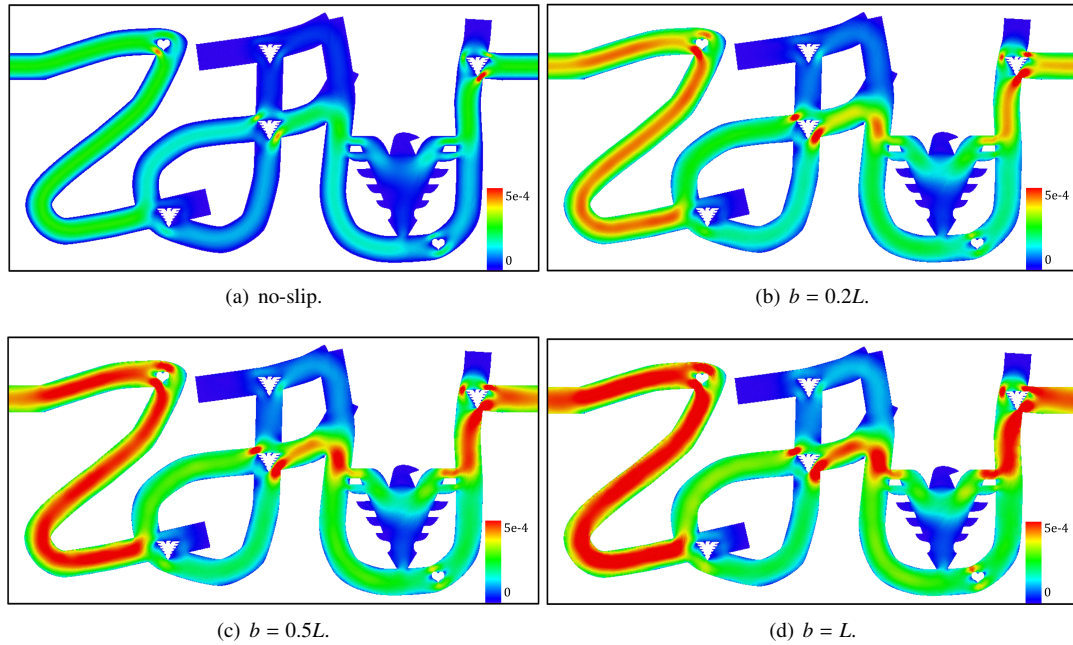 5e-4
0
5e-4
0
(a) no-slip.
(b) b = 0.2L.
5e-4
0
5e-4
0
(c) b = 0.5L.
(d) b = L.